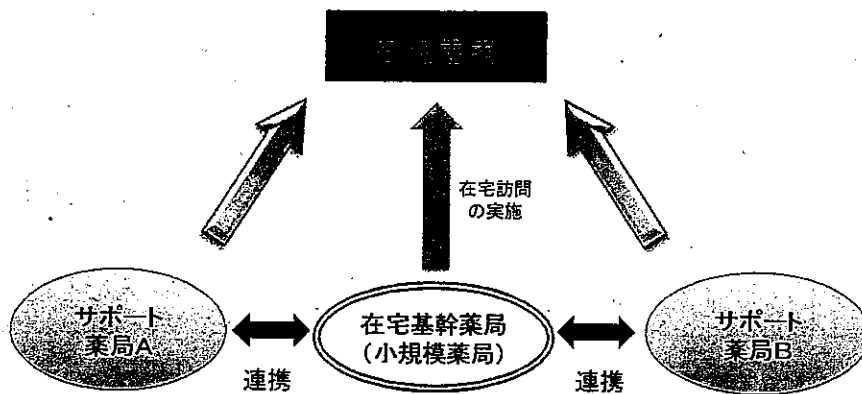 在宅訪問
の実施
サポート
薬局A
在宅基幹薬局
（小規模薬局）
サポート
薬局B
連携
連携